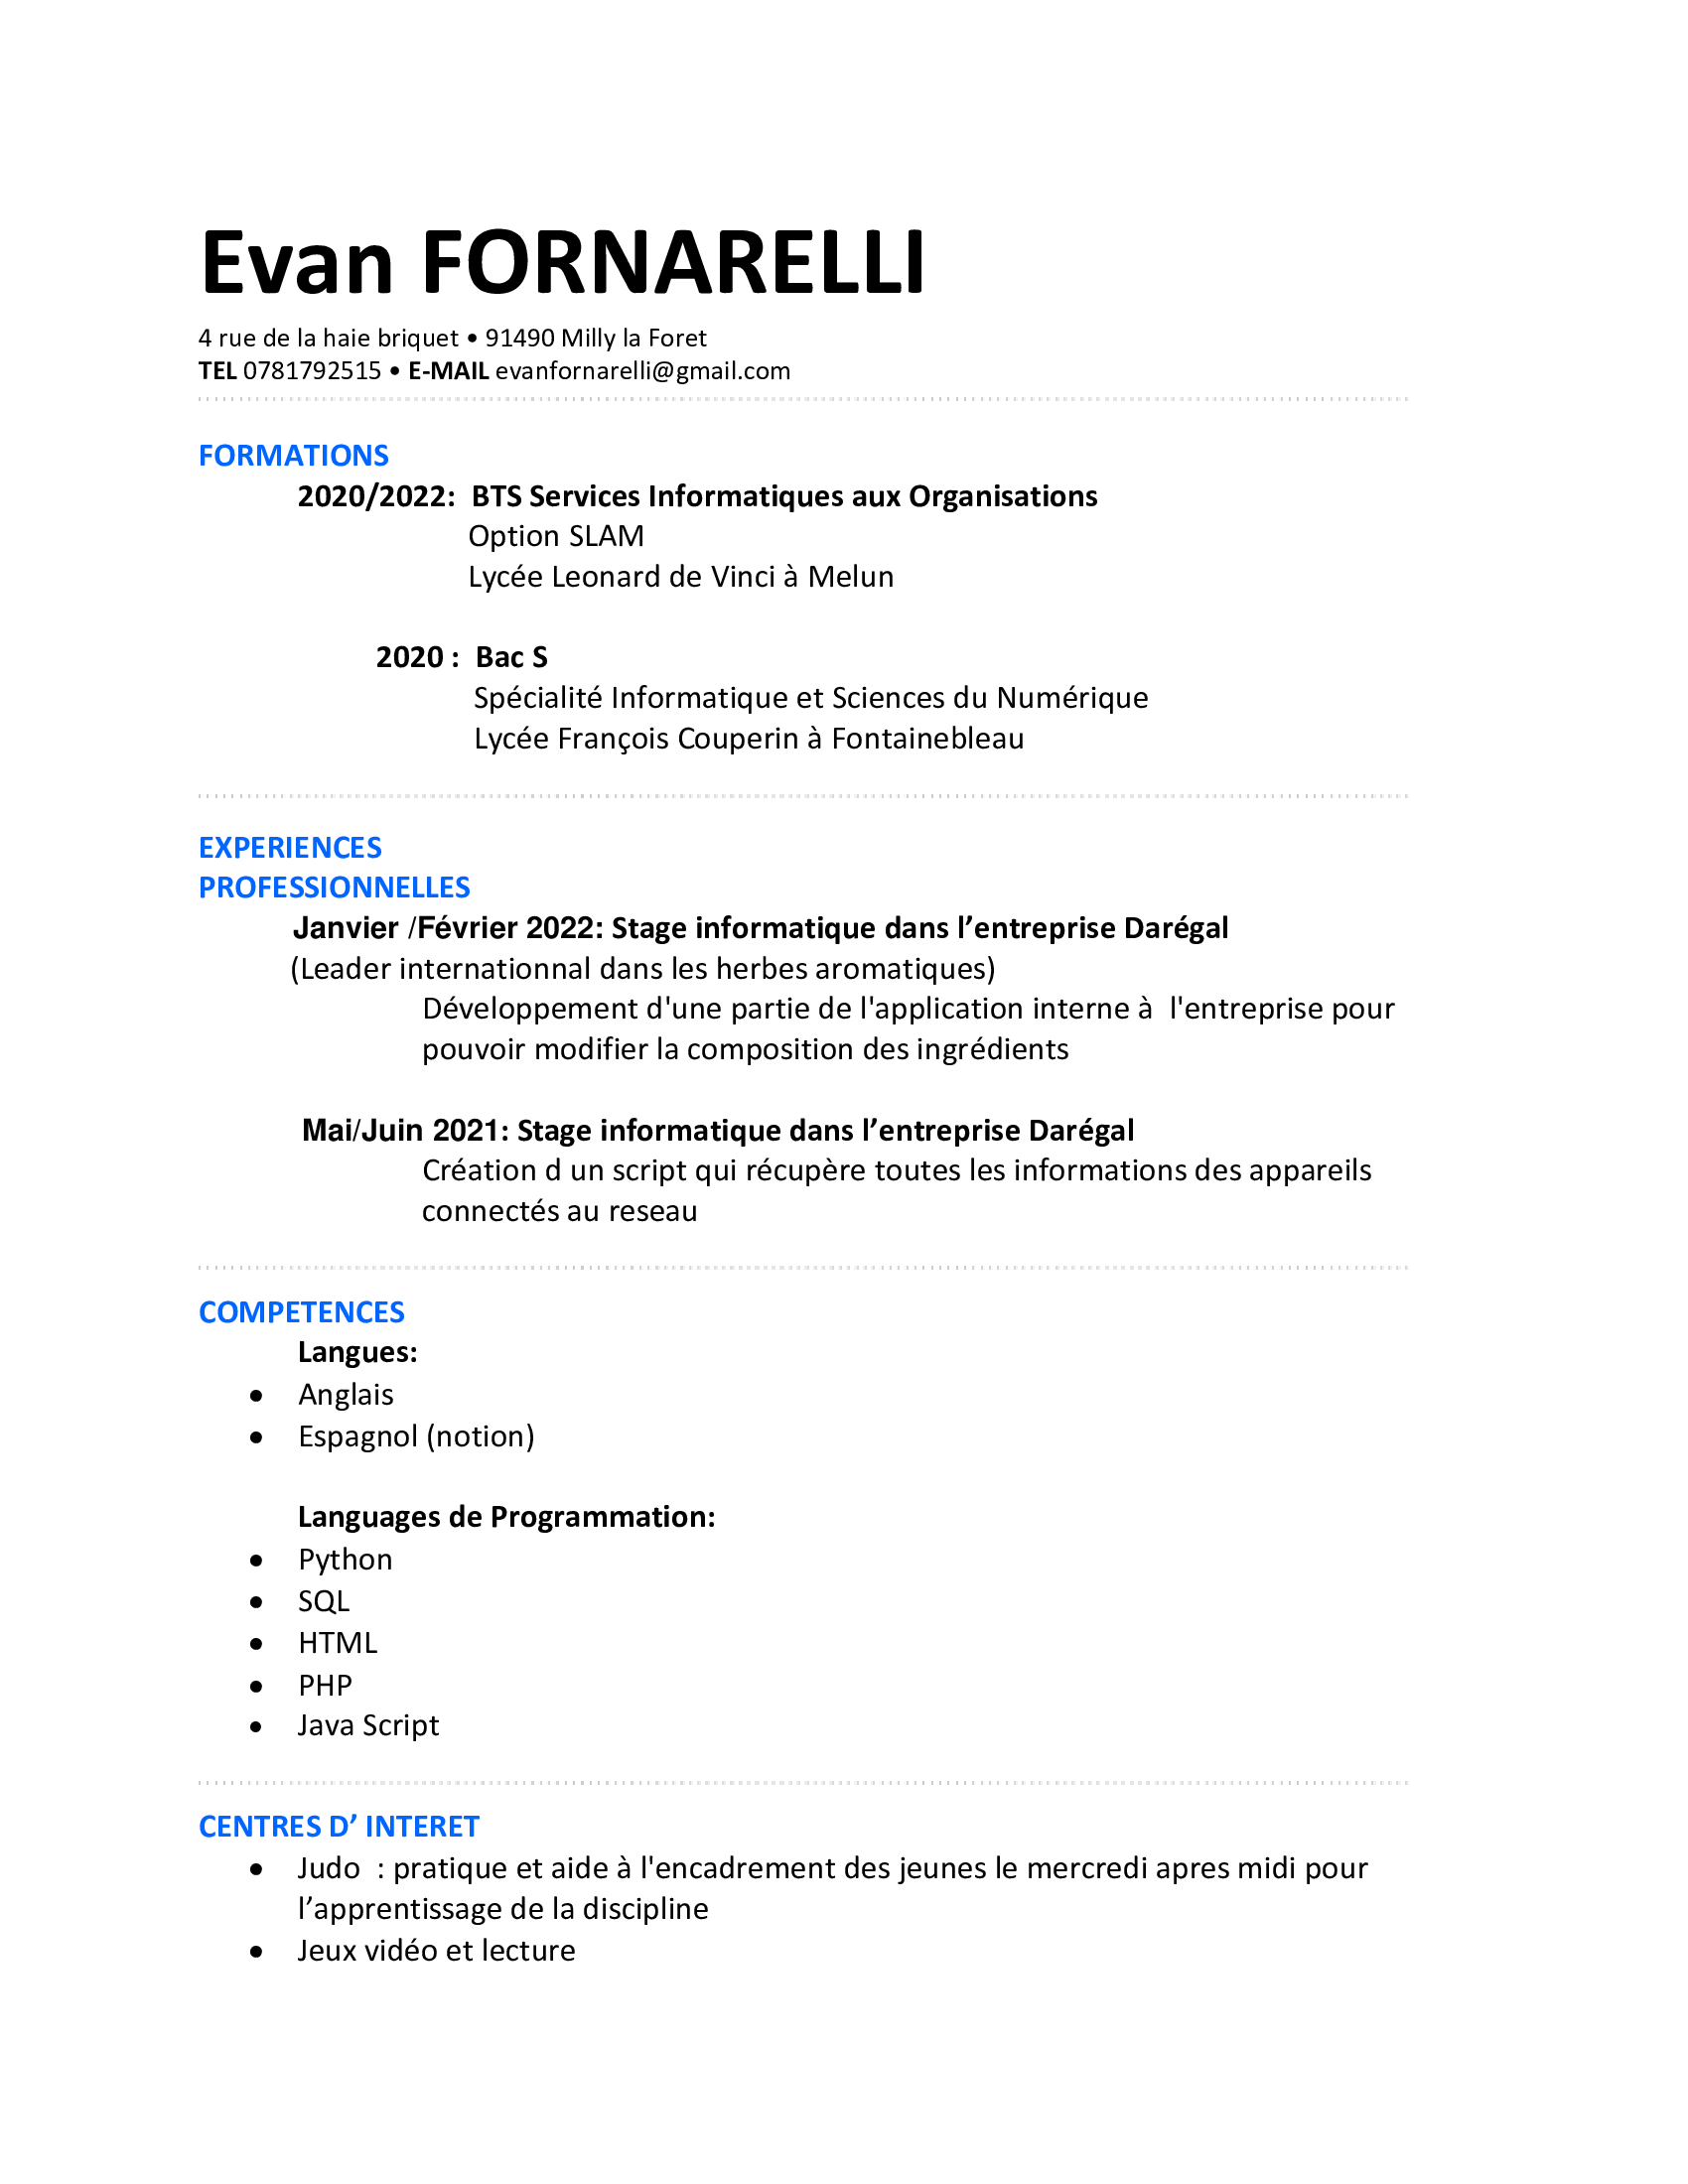 Evan FORNARELLI
4 rue de la haie briquet • 91490 Milly la Foret
TEL 0781792515 • E-MAIL evanfornarelli@gmail.com
FORMATIONS
2020/2022: BTS Services Informatiques aux Organisations
Option SLAM
Lycée Leonard de Vinci à Melun
2020 : Bac S
Spécialité Informatique et Sciences du Numérique
Lycée François Couperin à Fontainebleau
EXPERIENCES
PROFESSIONNELLES
Janvier /Février 2022: Stage informatique dans l’entreprise Darégal
(Leader internationnal dans les herbes aromatiques)
Développement d'une partie de l'application interne à l'entreprise pour
pouvoir modifier la composition des ingrédients
Mai/Juin 2021: Stage informatique dans l’entreprise Darégal
Création d un script qui récupère toutes les informations des appareils
connectés au reseau
COMPETENCES
Langues:
• Anglais
• Espagnol (notion)
Languages de Programmation:
• Python
• SQL
• HTML
• PHP
• Java Script
CENTRES D’ INTERET
• Judo : pratique et aide à l'encadrement des jeunes le mercredi apres midi pour
l’apprentissage de la discipline
• Jeux vidéo et lecture